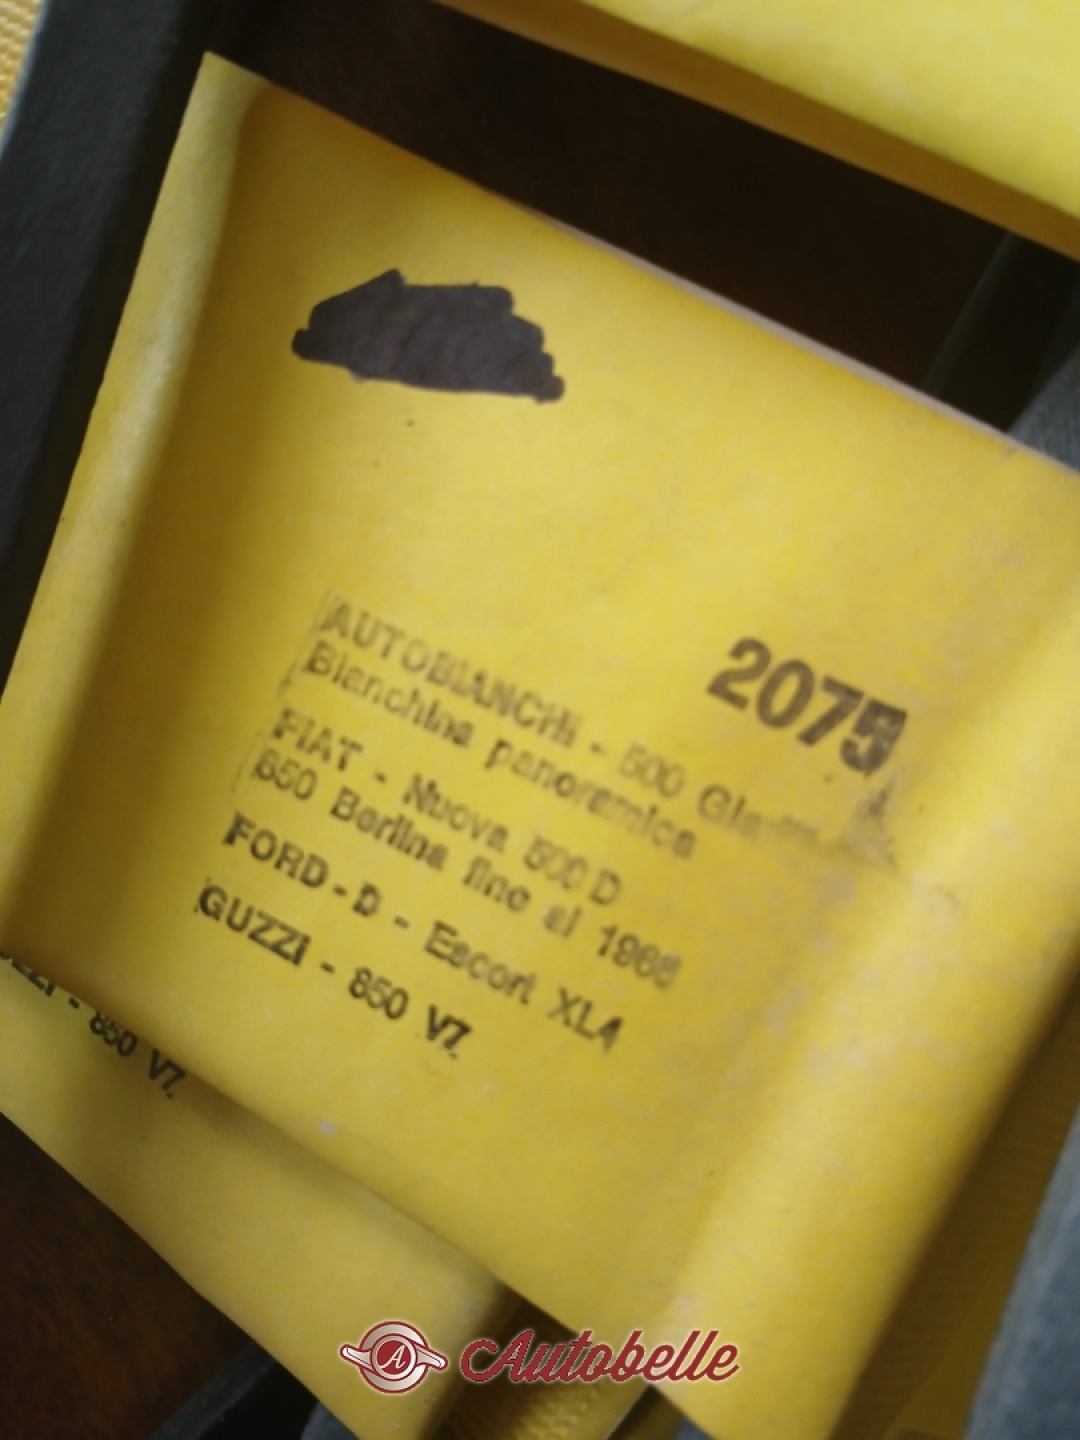 2075
AUTOBIANCHI - 500
Bianchina panoramica
FIAT - Nuova 500 D
850 Berlina fino al
FORD - D - Escort XL4
GUZZI - 850 V7
- 850 V7
A Autobelle